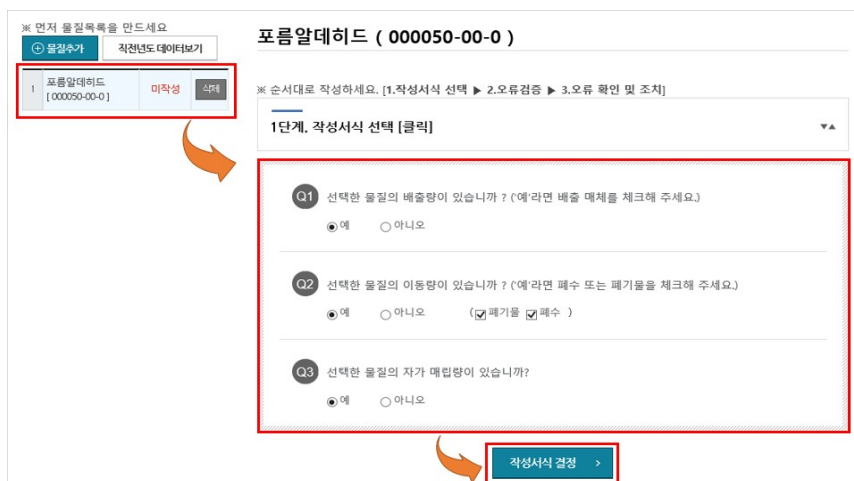 ※ 먼저 물질목록을 만드세요
물질추가 직전년도 데이터보기
1 포름알데히드 [ 000050-00-0 ] 미작성 삭제
포름알데히드 ( 000050-00-0 )
※ 순서대로 작성하세요. [1.작성서식 선택 ▶ 2.오류검증 ▶ 3.오류 확인 및 조치]
1단계. 작성서식 선택 [클릭] ▼▲
Q1 선택한 물질의 배출량이 있습니까 ? ('예'라면 배출 매체를 체크해 주세요.)
예 아니오
Q2 선택한 물질의 이동량이 있습니까 ? ('예'라면 폐수 또는 폐기물을 체크해 주세요.)
예 아니오 ( 폐기물 폐수 )
Q3 선택한 물질의 자가 매립량이 있습니까?
예 아니오
작성서식 결정 >